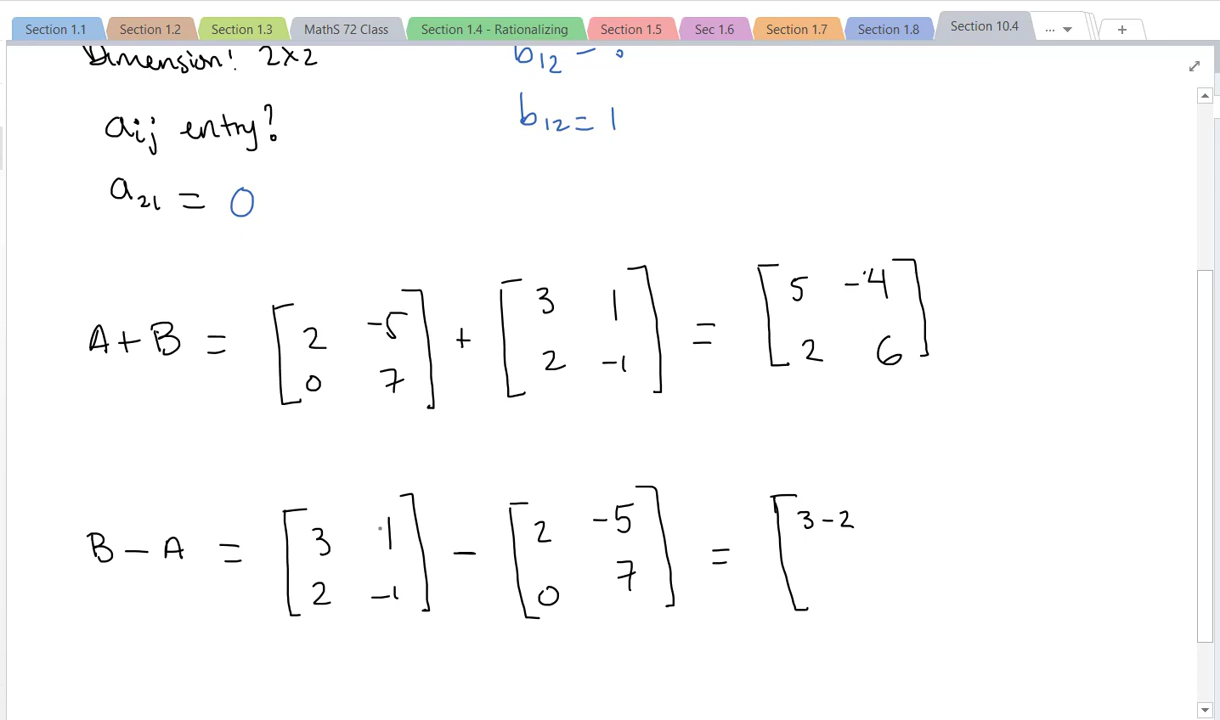 Section 1.1 Section 1.2 Section 1.3 MathS 72 Class Section 1.4 - Rationalizing Section 1.5 Sec 1.6 Section 1.7 Section 1.8 Section 10.4 ... +
Dimension: 2x2
b12 =
aij entry?
b12 = 1
a21 = 0
A+B = [ 2 -5 ] + [ 3 1 ] = [ 5 -4 ]
0 7 2 -1 2 6
B - A = [ 3 1 ] - [ 2 -5 ] = [ 3-2
2 -1 0 7